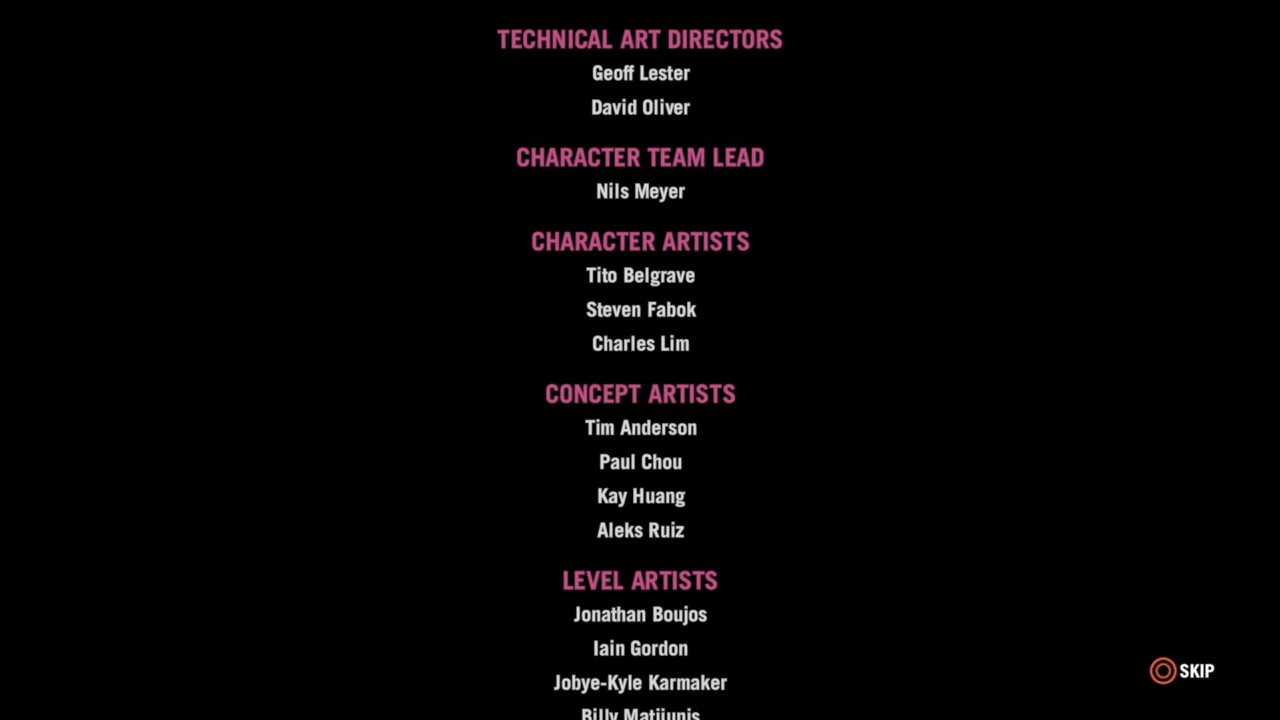 TECHNICAL ART DIRECTORS
Geoff Lester
David Oliver
CHARACTER TEAM LEAD
Nils Meyer
CHARACTER ARTISTS
Tito Belgrave
Steven Fabok
Charles Lim
CONCEPT ARTISTS
Tim Anderson
Paul Chou
Kay Huang
Aleks Ruiz
LEVEL ARTISTS
Jonathan Boujos
Iain Gordon
Jobye-Kyle Karmaker
SKIP
Billy